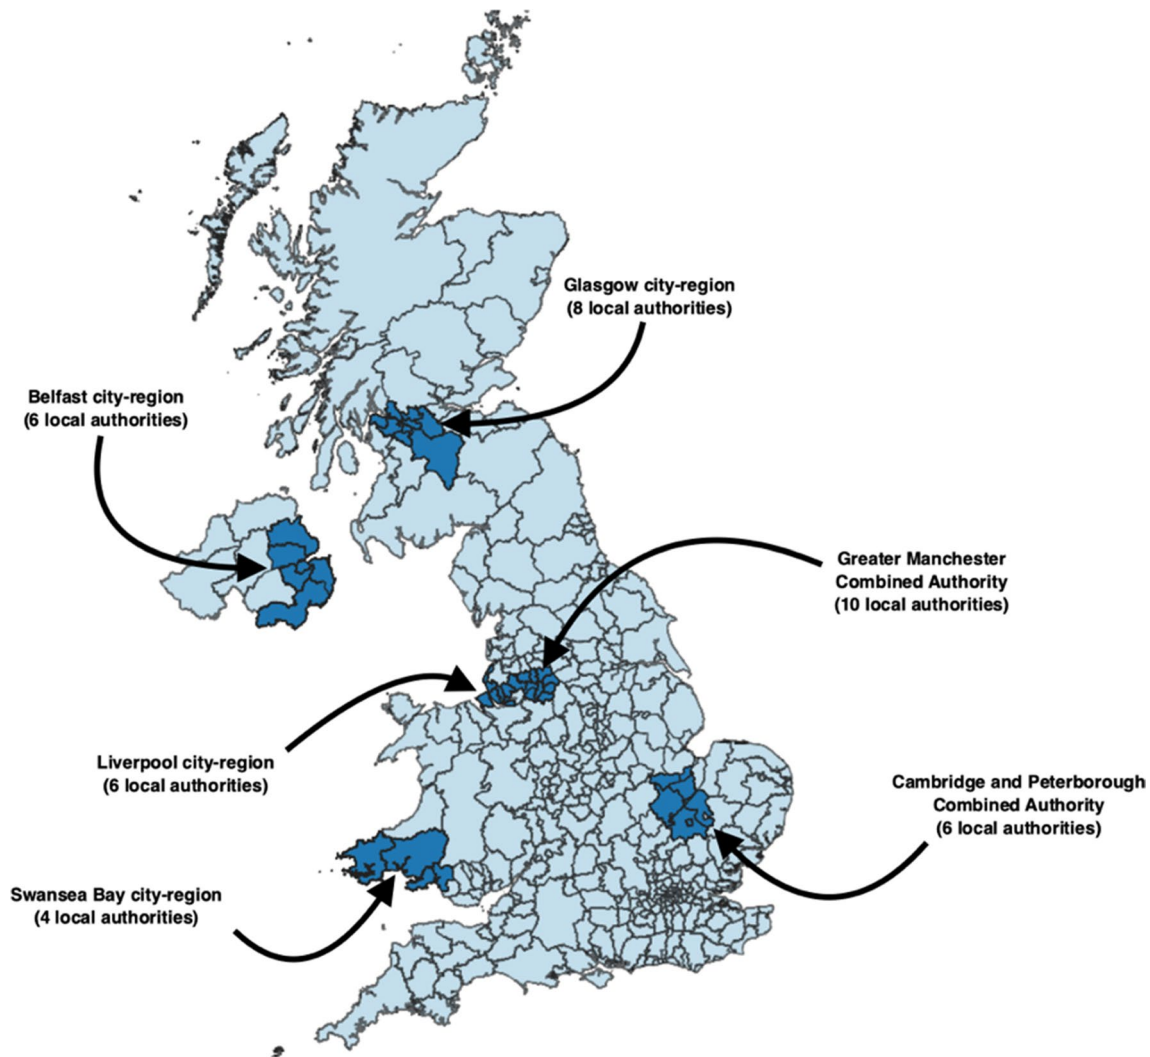 Glasgow city-region
(8 local authorities)
Belfast city-region
(6 local authorities)
Greater Manchester
Combined Authority
(10 local authorities)
Liverpool city-region
(6 local authorities)
Cambridge and Peterborough
Combined Authority
(6 local authorities)
Swansea Bay city-region
(4 local authorities)